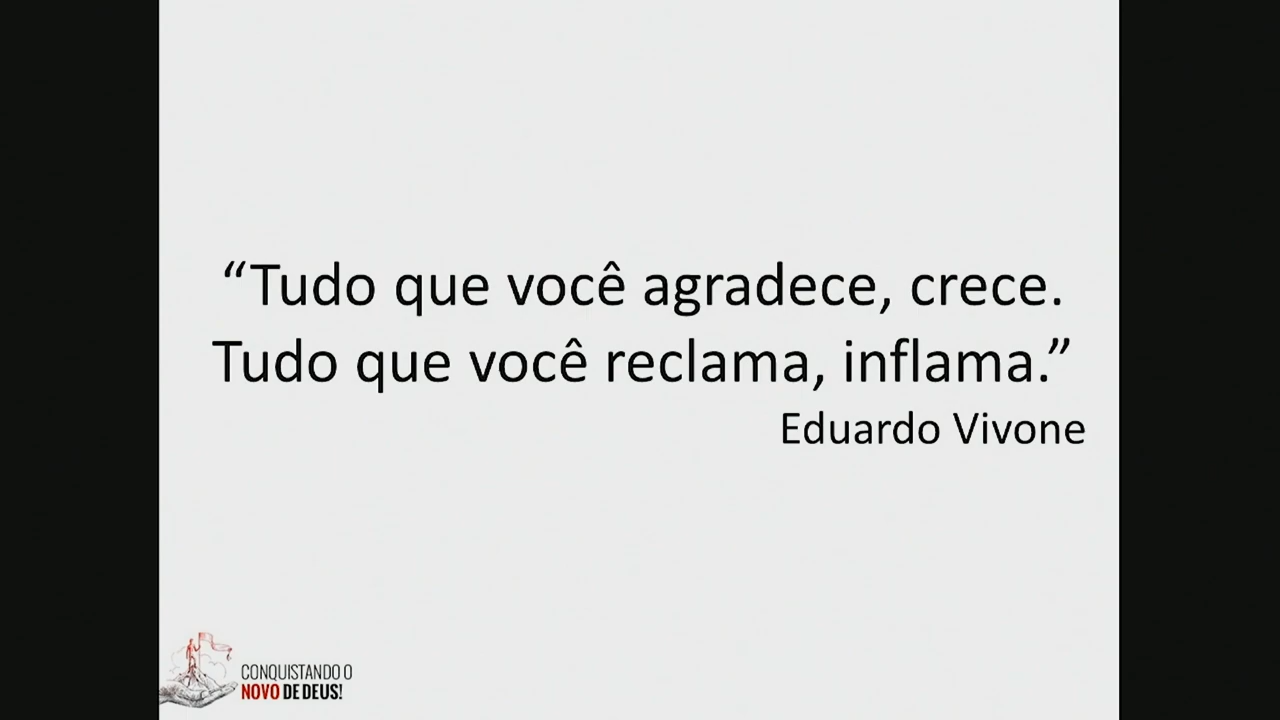 “Tudo que você agradece, crece.
Tudo que você reclama, inflama.”
Eduardo Vivone
CONQUISTANDO O
NOVO DE DEUS!